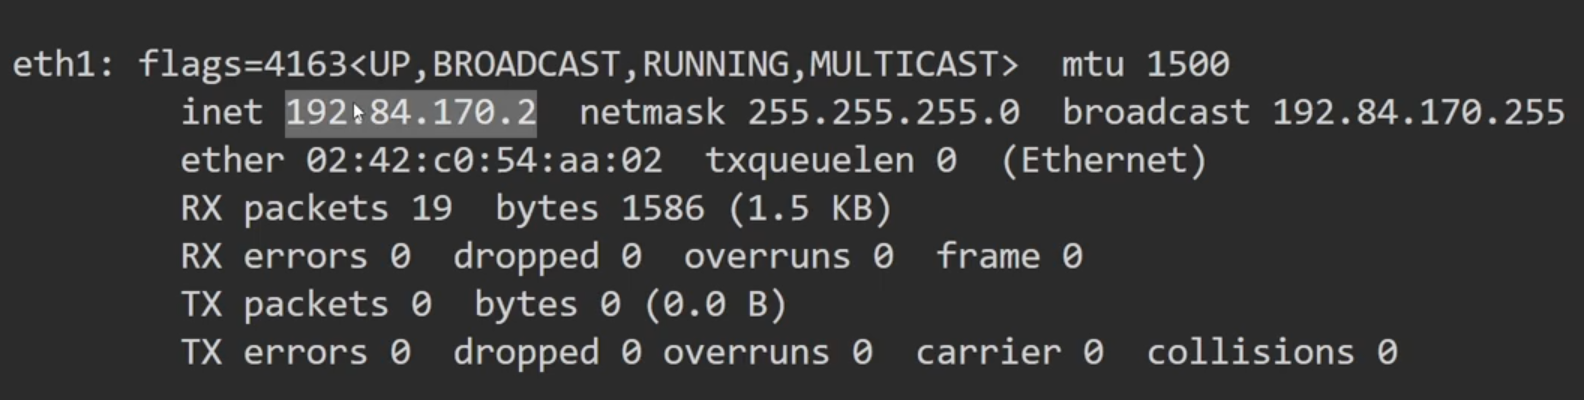 eth1: flags=4163<UP,BROADCAST,RUNNING,MULTICAST>  mtu 1500
inet 192.84.170.2  netmask 255.255.255.0  broadcast 192.84.170.255
ether 02:42:c0:54:aa:02  txqueuelen 0  (Ethernet)
RX packets 19  bytes 1586 (1.5 KB)
RX errors 0  dropped 0  overruns 0  frame 0
TX packets 0  bytes 0 (0.0 B)
TX errors 0  dropped 0 overruns 0  carrier 0  collisions 0